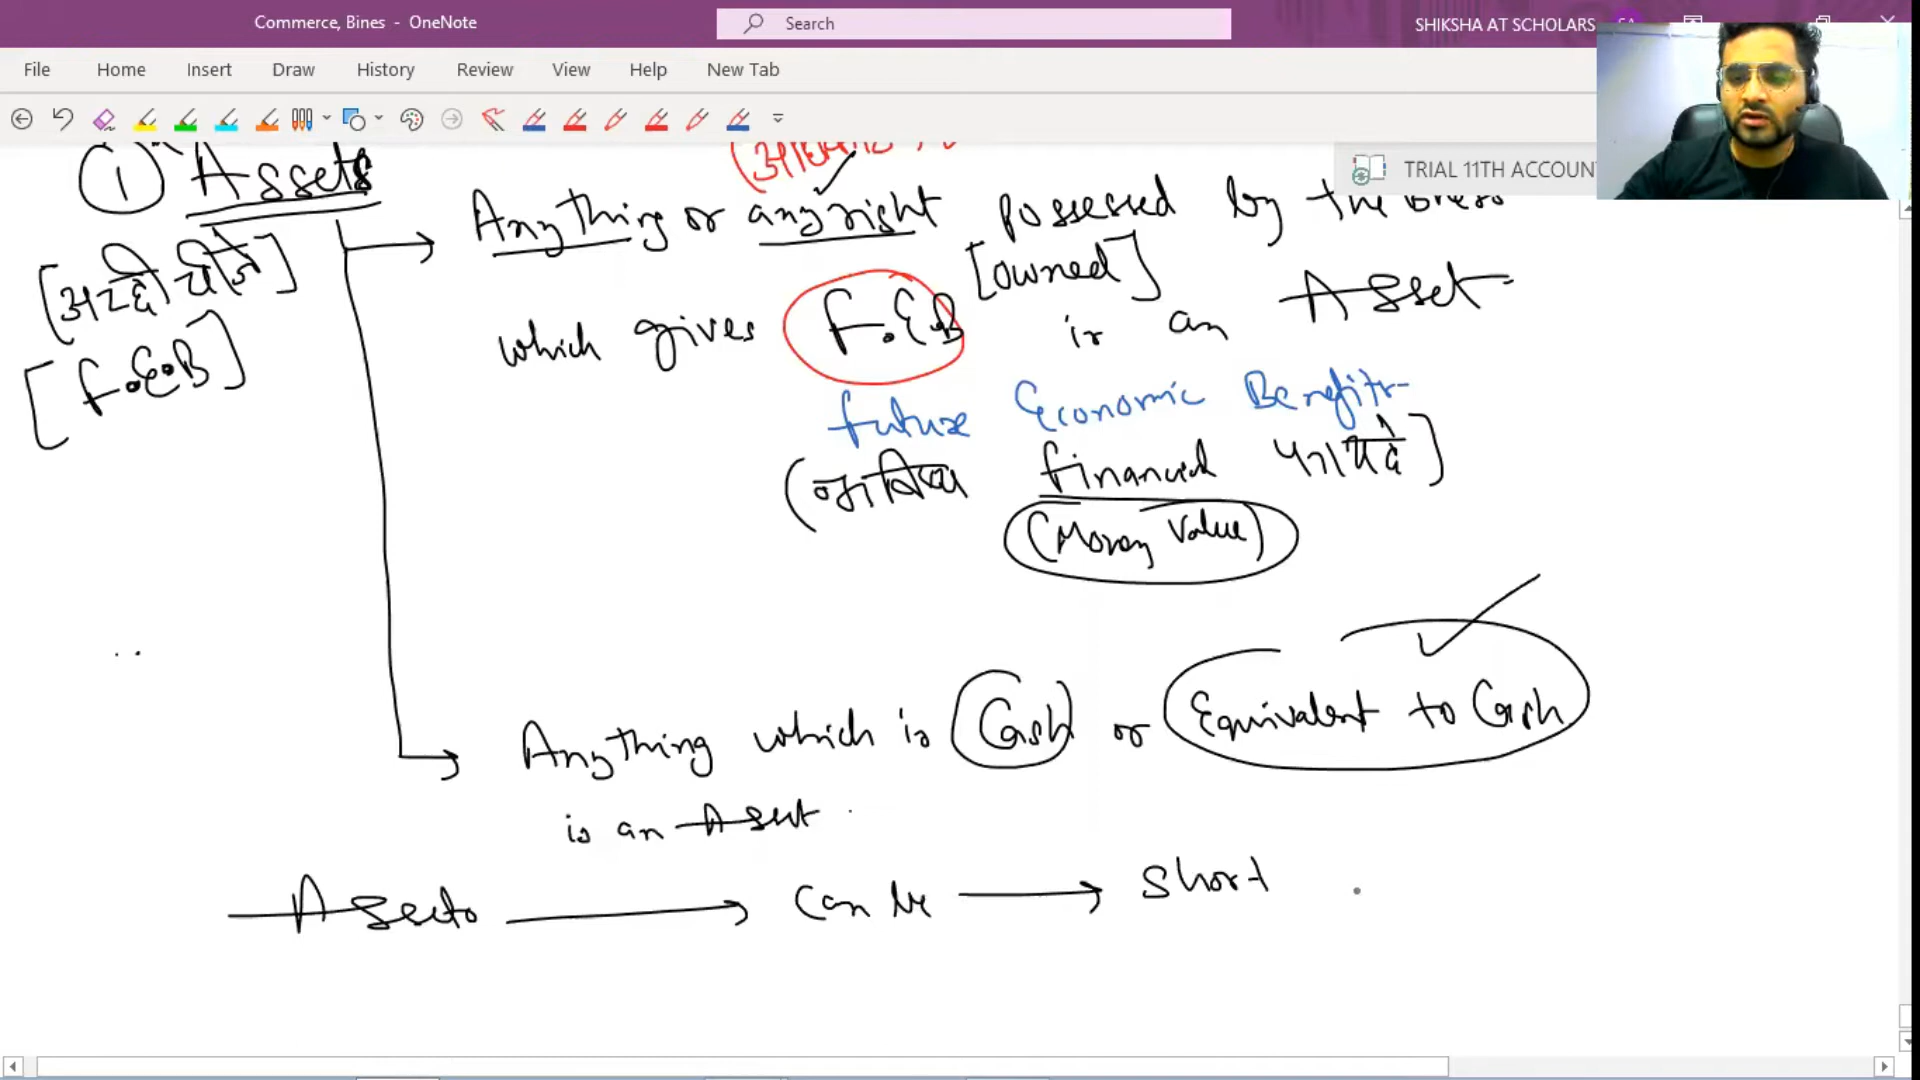 Commerce, Bines - OneNote
Search
SHIKSHA AT SCHOLARS
File Home Insert Draw History Review View Help New Tab
TRIAL 11TH ACCOUN
① Assets
Anything or any right possessed by the
[owned]
[अच्छी चीजें]
which gives F.E.B is an Asset
[F.E.B]
future Economic Benefits
financial फायदे]
(Money Value)
Anything which is Cash or Equivalent to Cash
is an Asset
Assets can be short